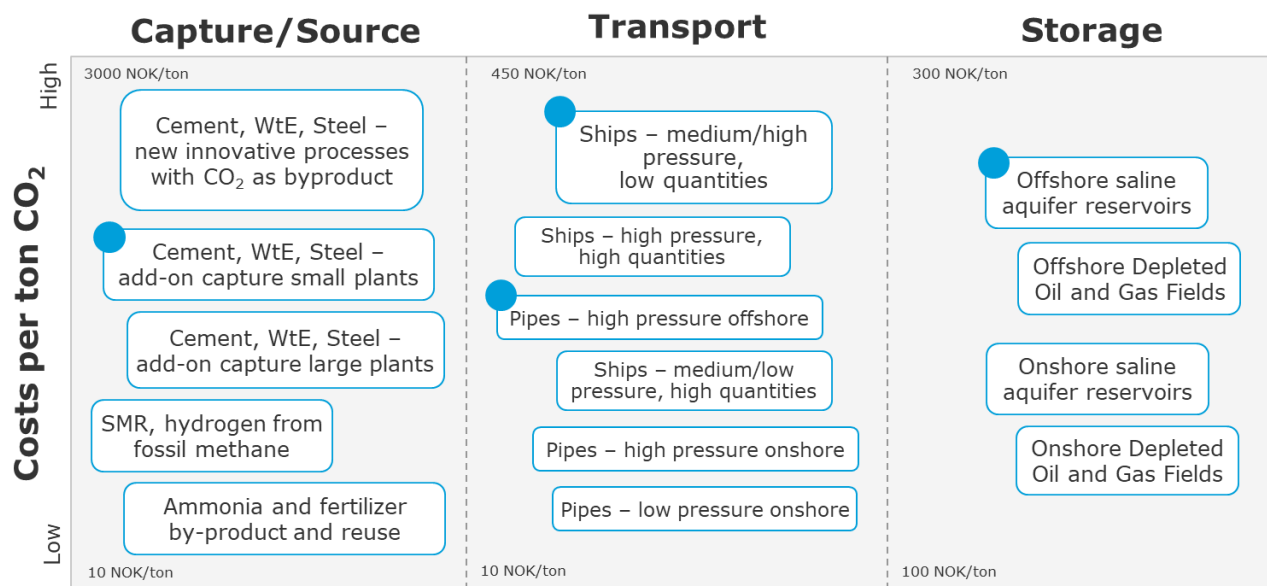 Capture/Source
Transport
Storage
Costs per ton CO₂
High
Low
3000 NOK/ton
Cement, WtE, Steel –
new innovative processes
with CO₂ as byproduct
Cement, WtE, Steel –
add-on capture small plants
Cement, WtE, Steel –
add-on capture large plants
SMR, hydrogen from
fossil methane
Ammonia and fertilizer
by-product and reuse
10 NOK/ton
450 NOK/ton
Ships – medium/high
pressure,
low quantities
Ships – high pressure,
high quantities
Pipes – high pressure offshore
Ships – medium/low
pressure, high quantities
Pipes – high pressure onshore
Pipes – low pressure onshore
10 NOK/ton
300 NOK/ton
Offshore saline
aquifer reservoirs
Offshore Depleted
Oil and Gas Fields
Onshore saline
aquifer reservoirs
Onshore Depleted
Oil and Gas Fields
100 NOK/ton